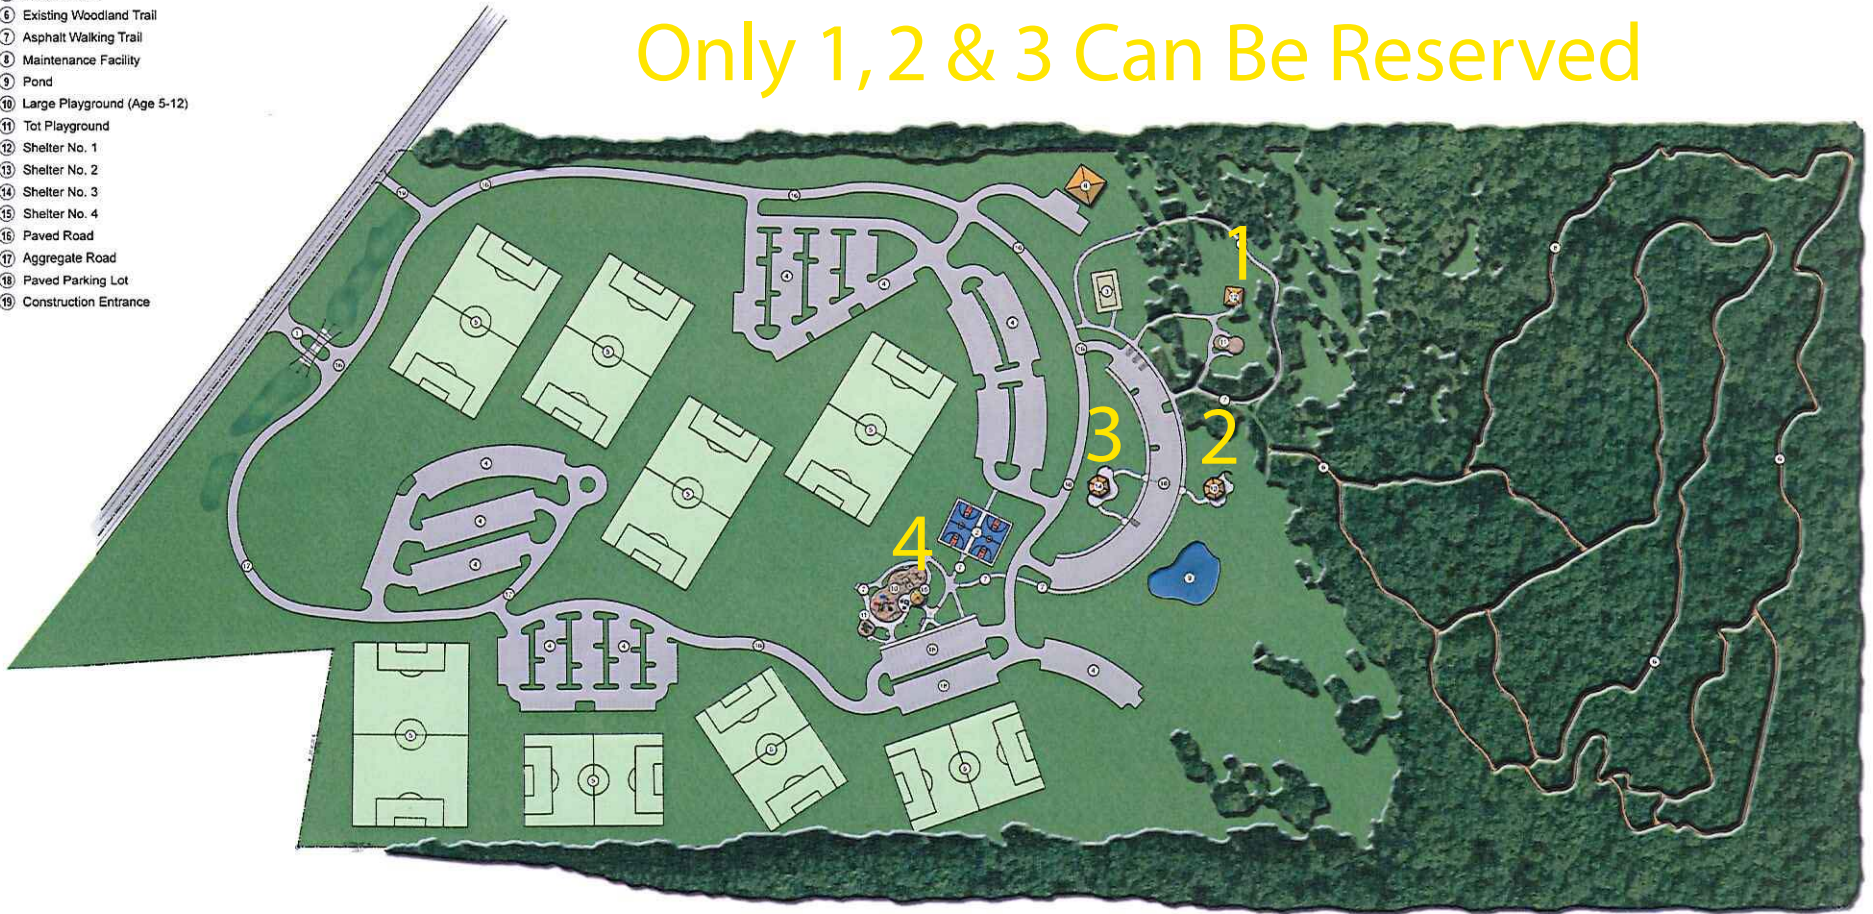 Only 1, 2 & 3 Can Be Reserved
6 Existing Woodland Trail
7 Asphalt Walking Trail
8 Maintenance Facility
9 Pond
10 Large Playground (Age 5-12)
11 Tot Playground
12 Shelter No. 1
13 Shelter No. 2
14 Shelter No. 3
15 Shelter No. 4
16 Paved Road
17 Aggregate Road
18 Paved Parking Lot
19 Construction Entrance
1
3
2
4